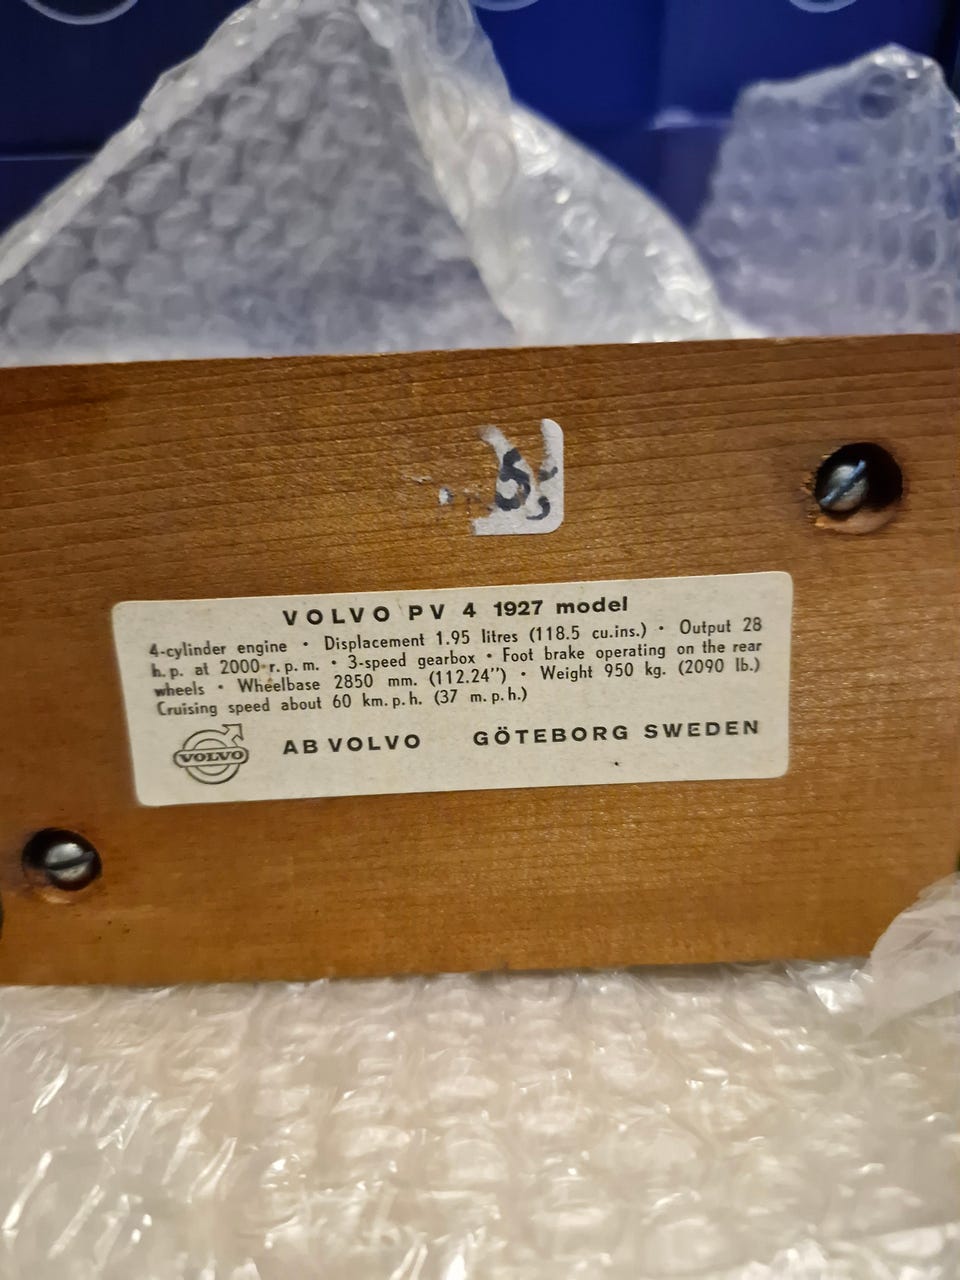 VOLVO PV 4 1927 model
4-cylinder engine • Displacement 1.95 litres (118.5 cu.ins.) • Output 28
h.p. at 2000 r.p.m. • 3-speed gearbox • Foot brake operating on the rear
wheels • Wheelbase 2850 mm. (112.24") • Weight 950 kg. (2090 lb.)
Cruising speed about 60 km.p.h. (37 m.p.h.)
VOLVO AB VOLVO GÖTEBORG SWEDEN